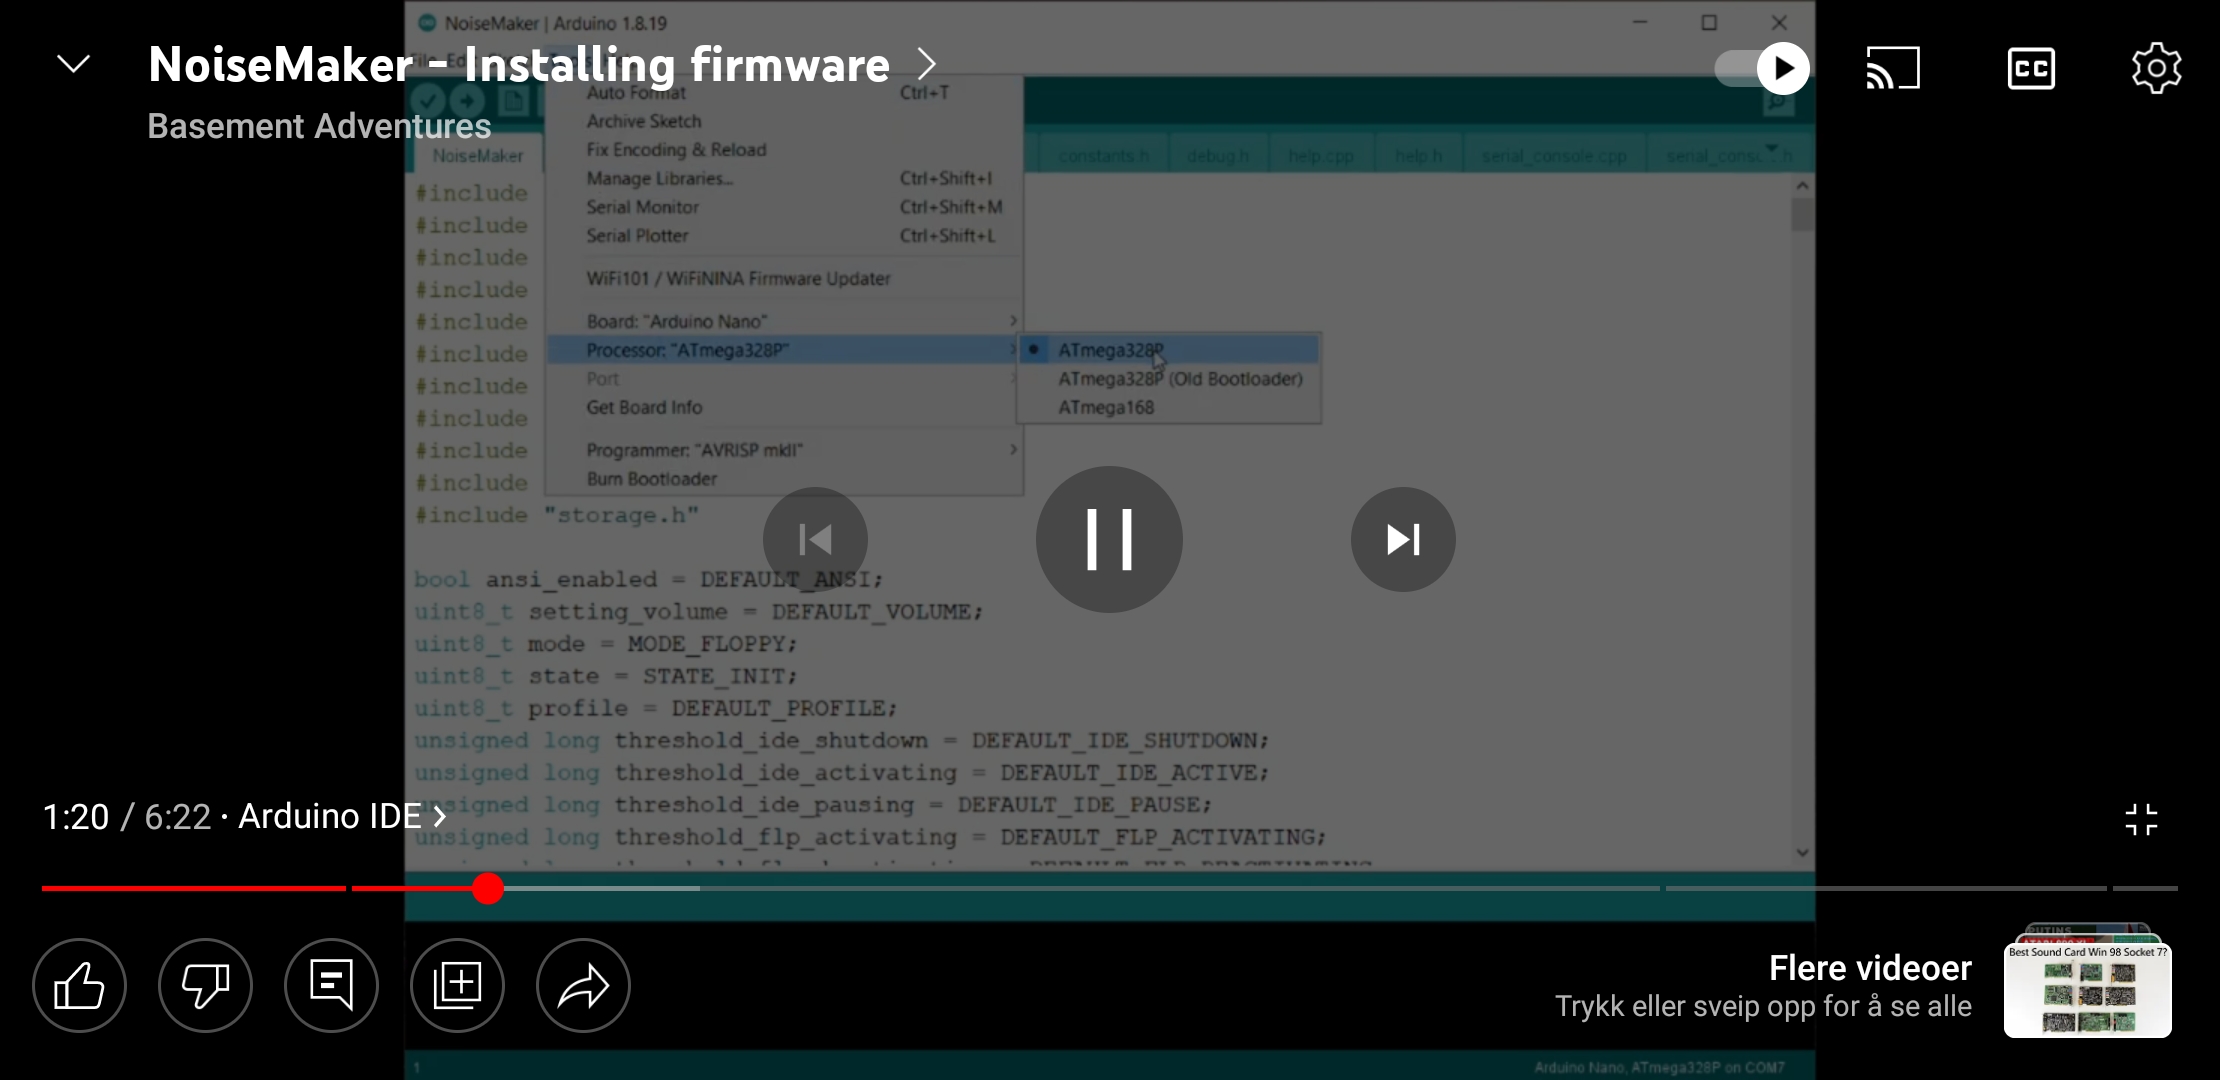 NoiseMaker | Arduino 1.8.19
NoiseMaker - Installing firmware
Basement Adventures
CC
Auto Format Ctrl+T
Archive Sketch
Fix Encoding & Reload
Manage Libraries... Ctrl+Shift+I
Serial Monitor Ctrl+Shift+M
Serial Plotter Ctrl+Shift+L
WiFi101 / WiFiNINA Firmware Updater
Board: "Arduino Nano"
Processor: "ATmega328P"
Port
Get Board Info
Programmer: "AVRISP mkII"
Burn Bootloader
ATmega328P
ATmega328P (Old Bootloader)
ATmega168
NoiseMaker constants.h debug.h help.cpp help.h serial_console.cpp
#include
#include
#include
#include
#include
#include
#include
#include
#include
#include
#include "storage.h"
bool ansi_enabled = DEFAULT_ANSI;
uint8_t setting_volume = DEFAULT_VOLUME;
uint8_t mode = MODE_FLOPPY;
uint8_t state = STATE_INIT;
uint8_t profile = DEFAULT_PROFILE;
unsigned long threshold_ide_shutdown = DEFAULT_IDE_SHUTDOWN;
unsigned long threshold_ide_activating = DEFAULT_IDE_ACTIVE;
unsigned long threshold_ide_pausing = DEFAULT_IDE_PAUSE;
unsigned long threshold_flp_activating = DEFAULT_FLP_ACTIVATING;
1:20 / 6:22 · Arduino IDE
Flere videoer
Trykk eller sveip opp for å se alle
Best Sound Card Win 98 Socket 7?
1
Arduino Nano, ATmega328P on COM7